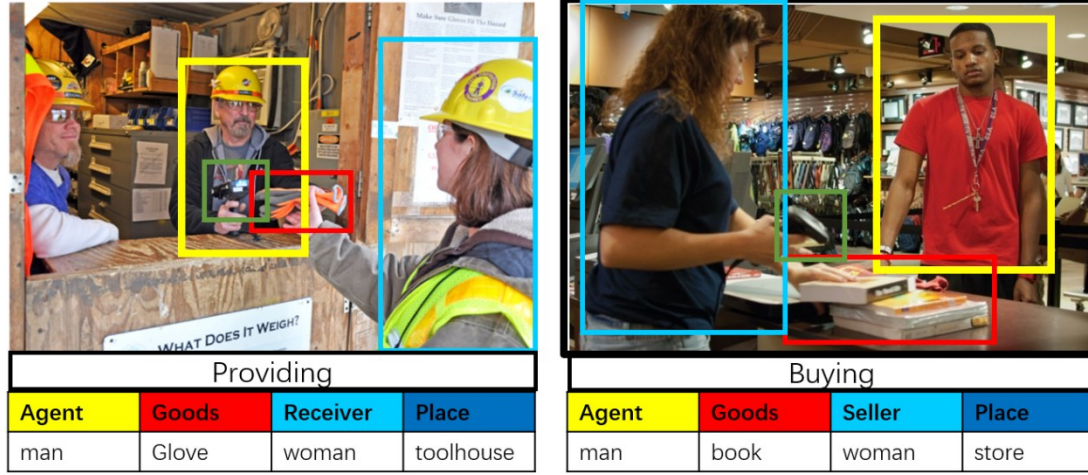 Make Sure Gloves Fit The Hazard
WHAT DOES IT WEIGH?
Providing
Agent Goods Receiver Place
man Glove woman toolhouse
Buying
Agent Goods Seller Place
man book woman store